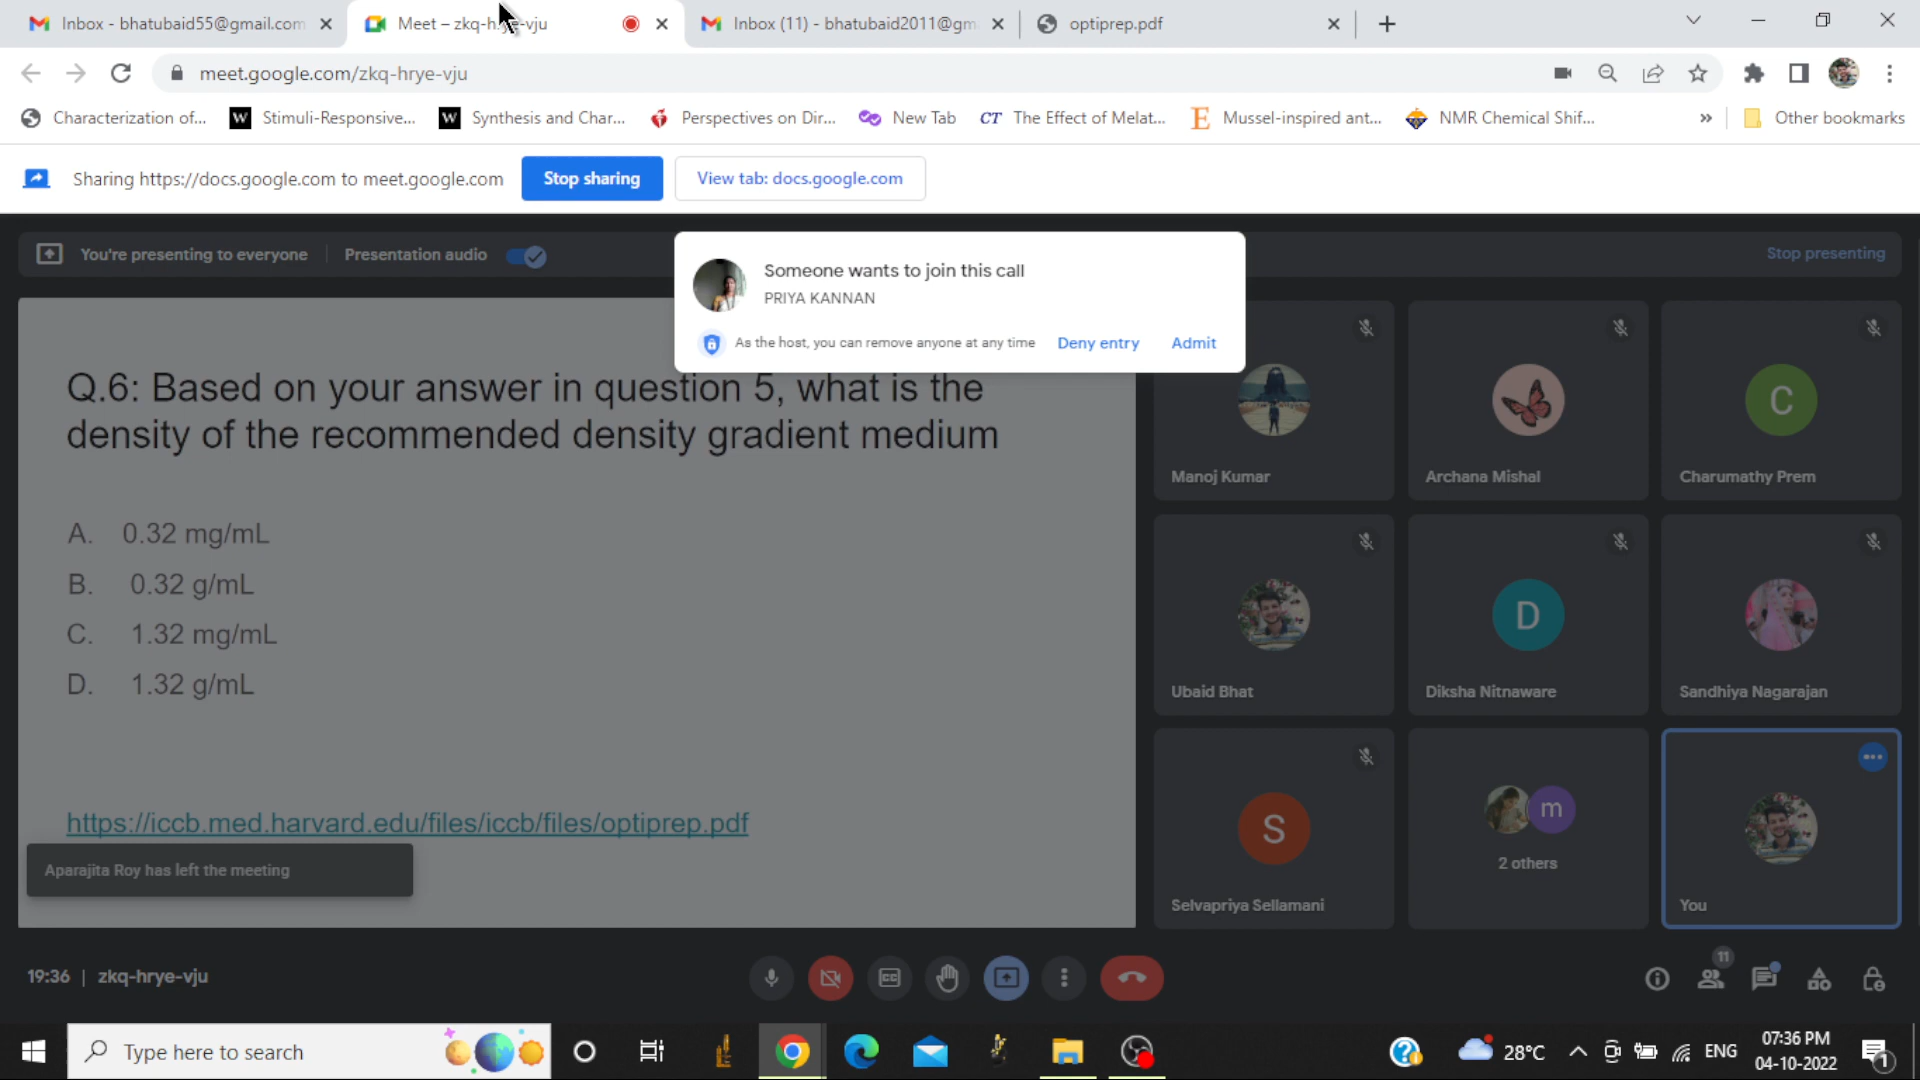 Inbox - bhatubaid55@gmail.com
Meet – zkq-hrye-vju
Inbox (11) - bhatubaid2011@gm
optiprep.pdf
meet.google.com/zkq-hrye-vju
Characterization of...
Stimuli-Responsive...
Synthesis and Char...
Perspectives on Dir...
New Tab
The Effect of Melat...
Mussel-inspired ant...
NMR Chemical Shif...
Other bookmarks
Sharing https://docs.google.com to meet.google.com
Stop sharing
View tab: docs.google.com
You're presenting to everyone
Presentation audio
Stop presenting
Someone wants to join this call
PRIYA KANNAN
As the host, you can remove anyone at any time
Deny entry
Admit
Q.6: Based on your answer in question 5, what is the
density of the recommended density gradient medium
A. 0.32 mg/mL
B. 0.32 g/mL
C. 1.32 mg/mL
D. 1.32 g/mL
https://iccb.med.harvard.edu/files/iccb/files/optiprep.pdf
Aparajita Roy has left the meeting
Manoj Kumar
Archana Mishal
C
Charumathy Prem
Ubaid Bhat
D
Diksha Nitnaware
Sandhiya Nagarajan
S
Selvapriya Sellamani
m
2 others
You
19:36 | zkq-hrye-vju
11
Type here to search
28°C
ENG
07:36 PM
04-10-2022
1